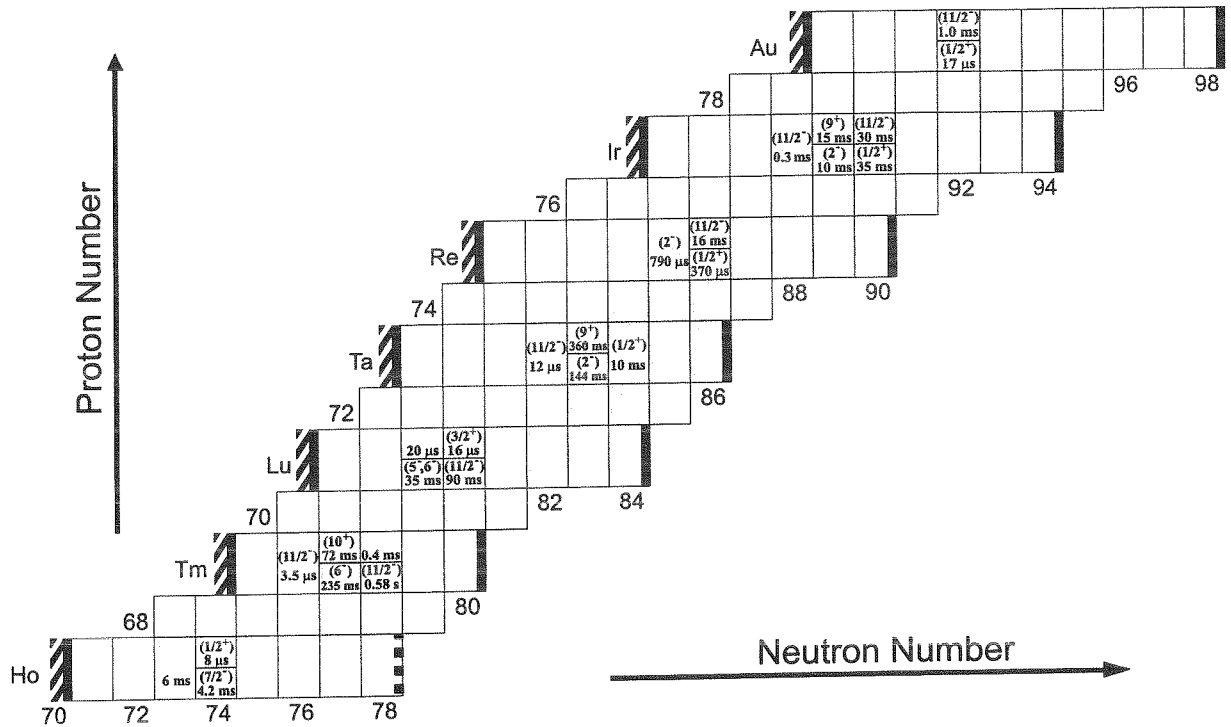 Au
(11/2⁻)
1.0 ms
(1/2⁺)
17 μs
78
96
98
Ir
(11/2⁻)
0.3 ms
(9⁺)
15 ms
(2⁻)
10 ms
(11/2⁻)
30 ms
(1/2⁺)
35 ms
76
92
94
Re
(2⁻)
790 μs
(11/2⁻)
16 ms
(1/2⁺)
370 μs
74
88
90
Ta
(11/2⁻)
12 μs
(9⁺)
360 ms
(2⁻)
144 ms
(1/2⁺)
10 ms
72
86
Lu
20 μs
(5⁻,6⁻)
35 ms
(3/2⁺)
16 μs
(11/2⁻)
90 ms
70
82
84
Tm
(11/2⁻)
3.5 μs
(10⁺)
72 ms
(6⁻)
235 ms
0.4 ms
(11/2⁻)
0.58 s
68
80
Ho
6 ms
(1/2⁺)
8 μs
(7/2⁻)
4.2 ms
70
72
74
76
78
Proton Number
Neutron Number